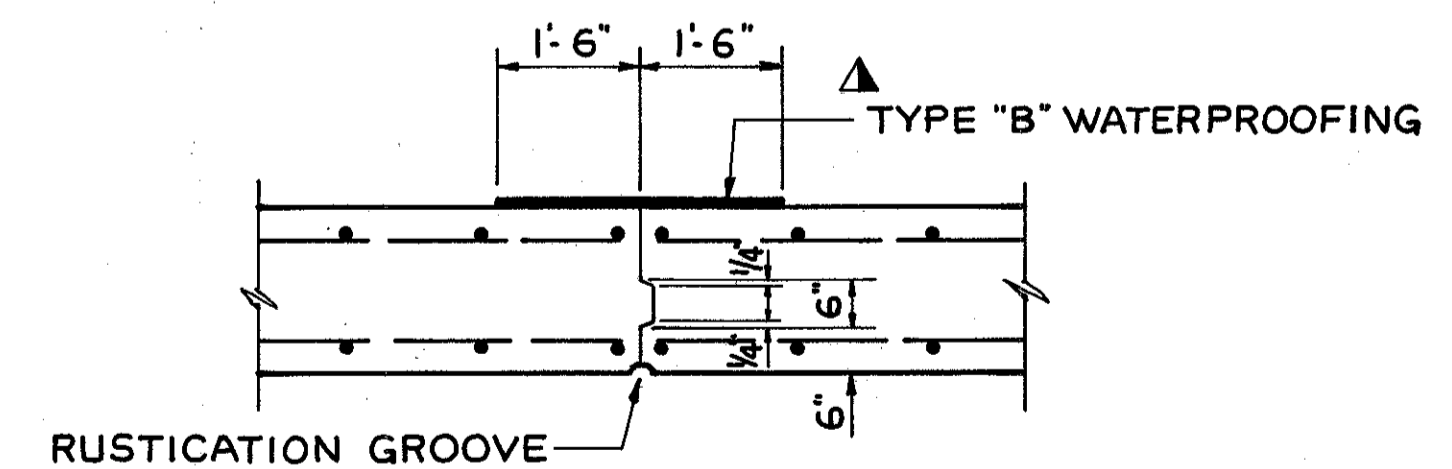 1'-6" 1'-6"
TYPE "B" WATERPROOFING
1/4"
6"
1/4"
6"
RUSTICATION GROOVE